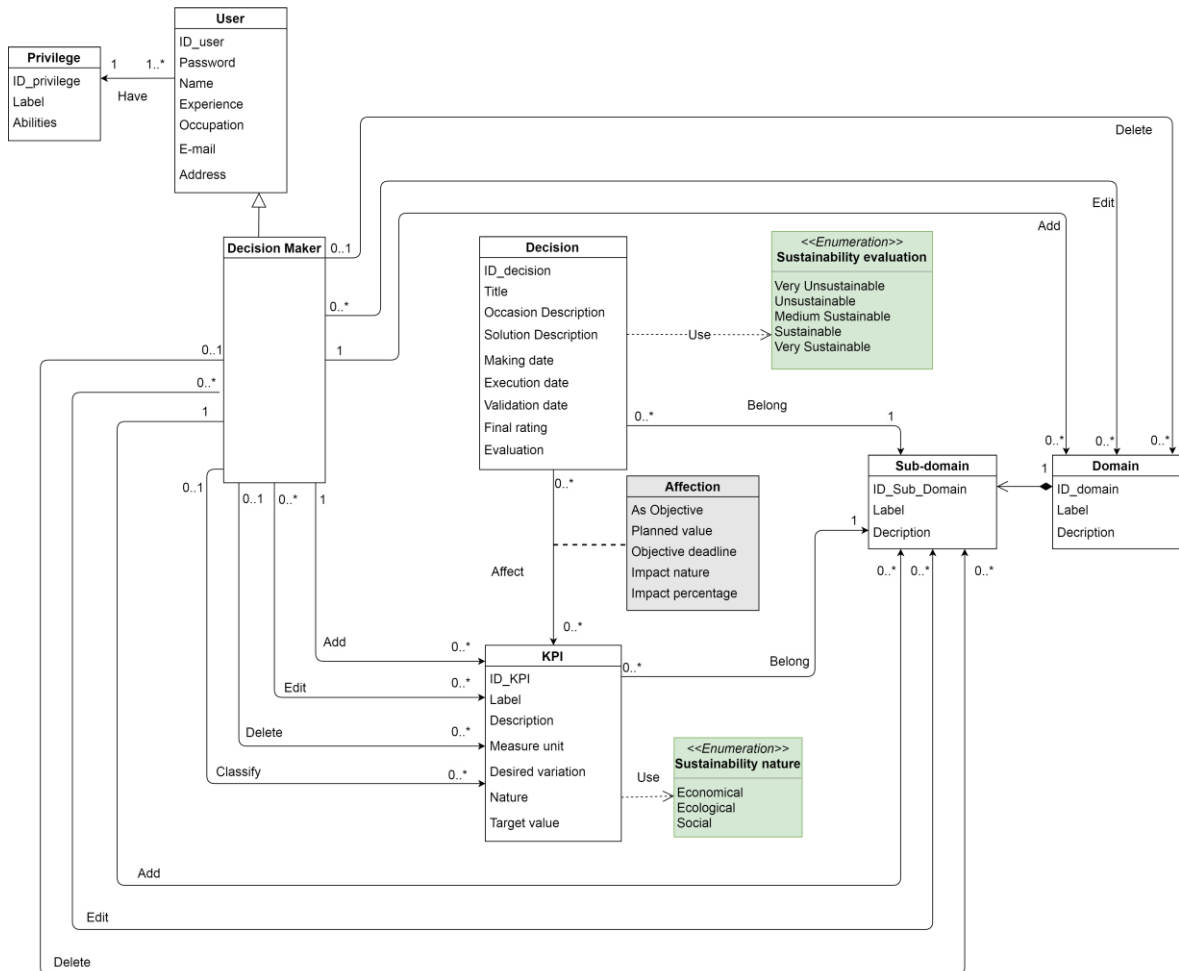 User
ID_user
Password
Name
Experience
Occupation
E-mail
Address
Privilege
ID_privilege
Label
Abilities
1
1..*
Have
Delete
Edit
Add
Decision Maker
0..1
0..*
1
0..1
0..*
1
0..1
0..1
0..*
1
Decision
ID_decision
Title
Occasion Description
Solution Description
Making date
Execution date
Validation date
Final rating
Evaluation
<<Enumeration>>
Sustainability evaluation
Very Unsustainable
Unsustainable
Medium Sustainable
Sustainable
Very Sustainable
Use
0..*
Belong
1
0..*
0..*
0..*
Sub-domain
ID_Sub_Domain
Label
Decription
1
Domain
ID_domain
Label
Decription
0..*
Affection
As Objective
Planned value
Objective deadline
Impact nature
Impact percentage
Affect
0..*
1
0..*
0..*
0..*
Add
0..*
Edit
0..*
Delete
0..*
Classify
0..*
KPI
ID_KPI
Label
Description
Measure unit
Desired variation
Nature
Target value
0..*
Belong
Use
<<Enumeration>>
Sustainability nature
Economical
Ecological
Social
Add
Edit
Delete